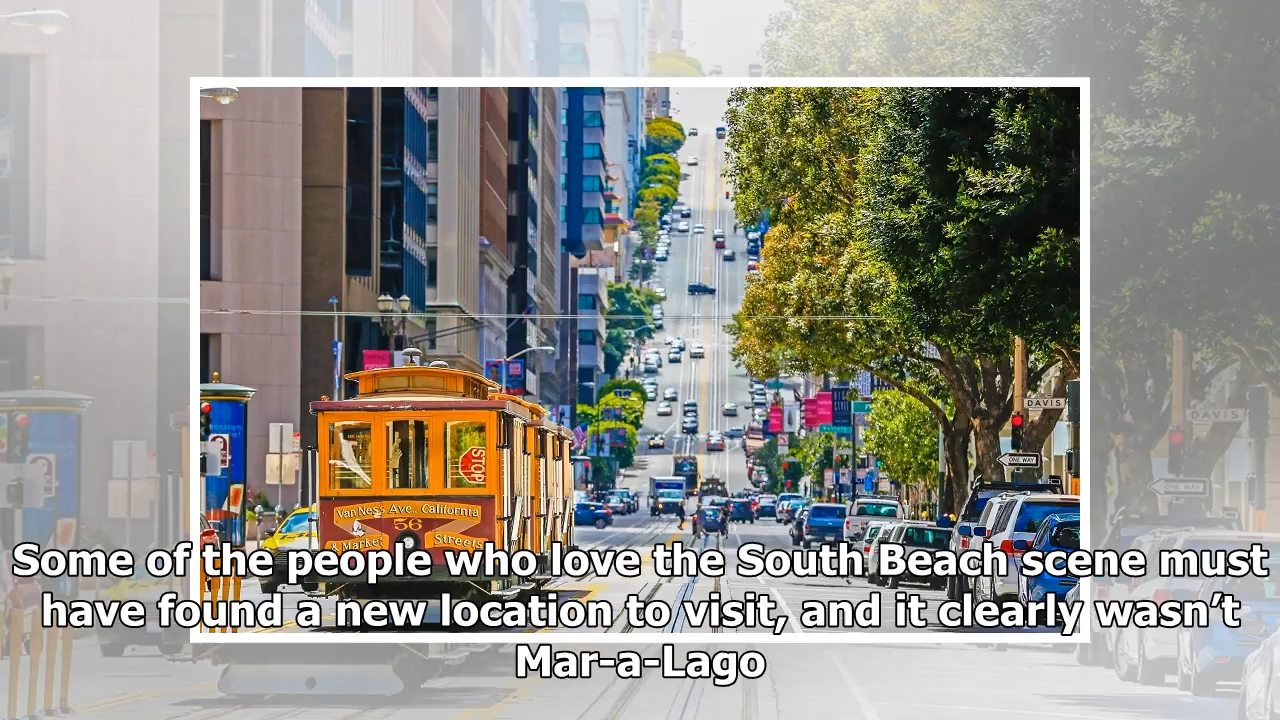 DAVIS
ONE WAY
STOP
Van Ness Ave., California
56
& Market Streets
Some of the people who love the South Beach scene must
have found a new location to visit, and it clearly wasn’t
Mar-a-Lago